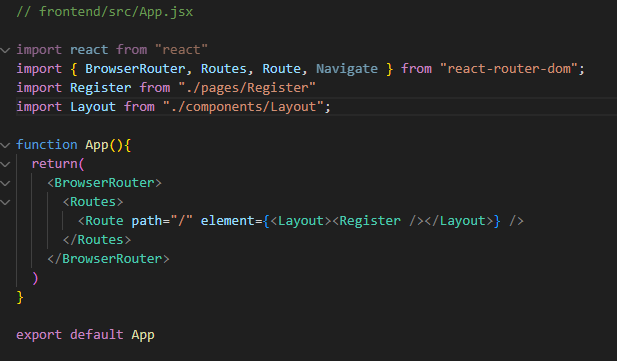 // frontend/src/App.jsx
import react from "react"
import { BrowserRouter, Routes, Route, Navigate } from "react-router-dom";
import Register from "./pages/Register"
import Layout from "./components/Layout";
function App(){
return(
<BrowserRouter>
<Routes>
<Route path="/" element={<Layout><Register /></Layout>} />
</Routes>
</BrowserRouter>
)
}
export default App